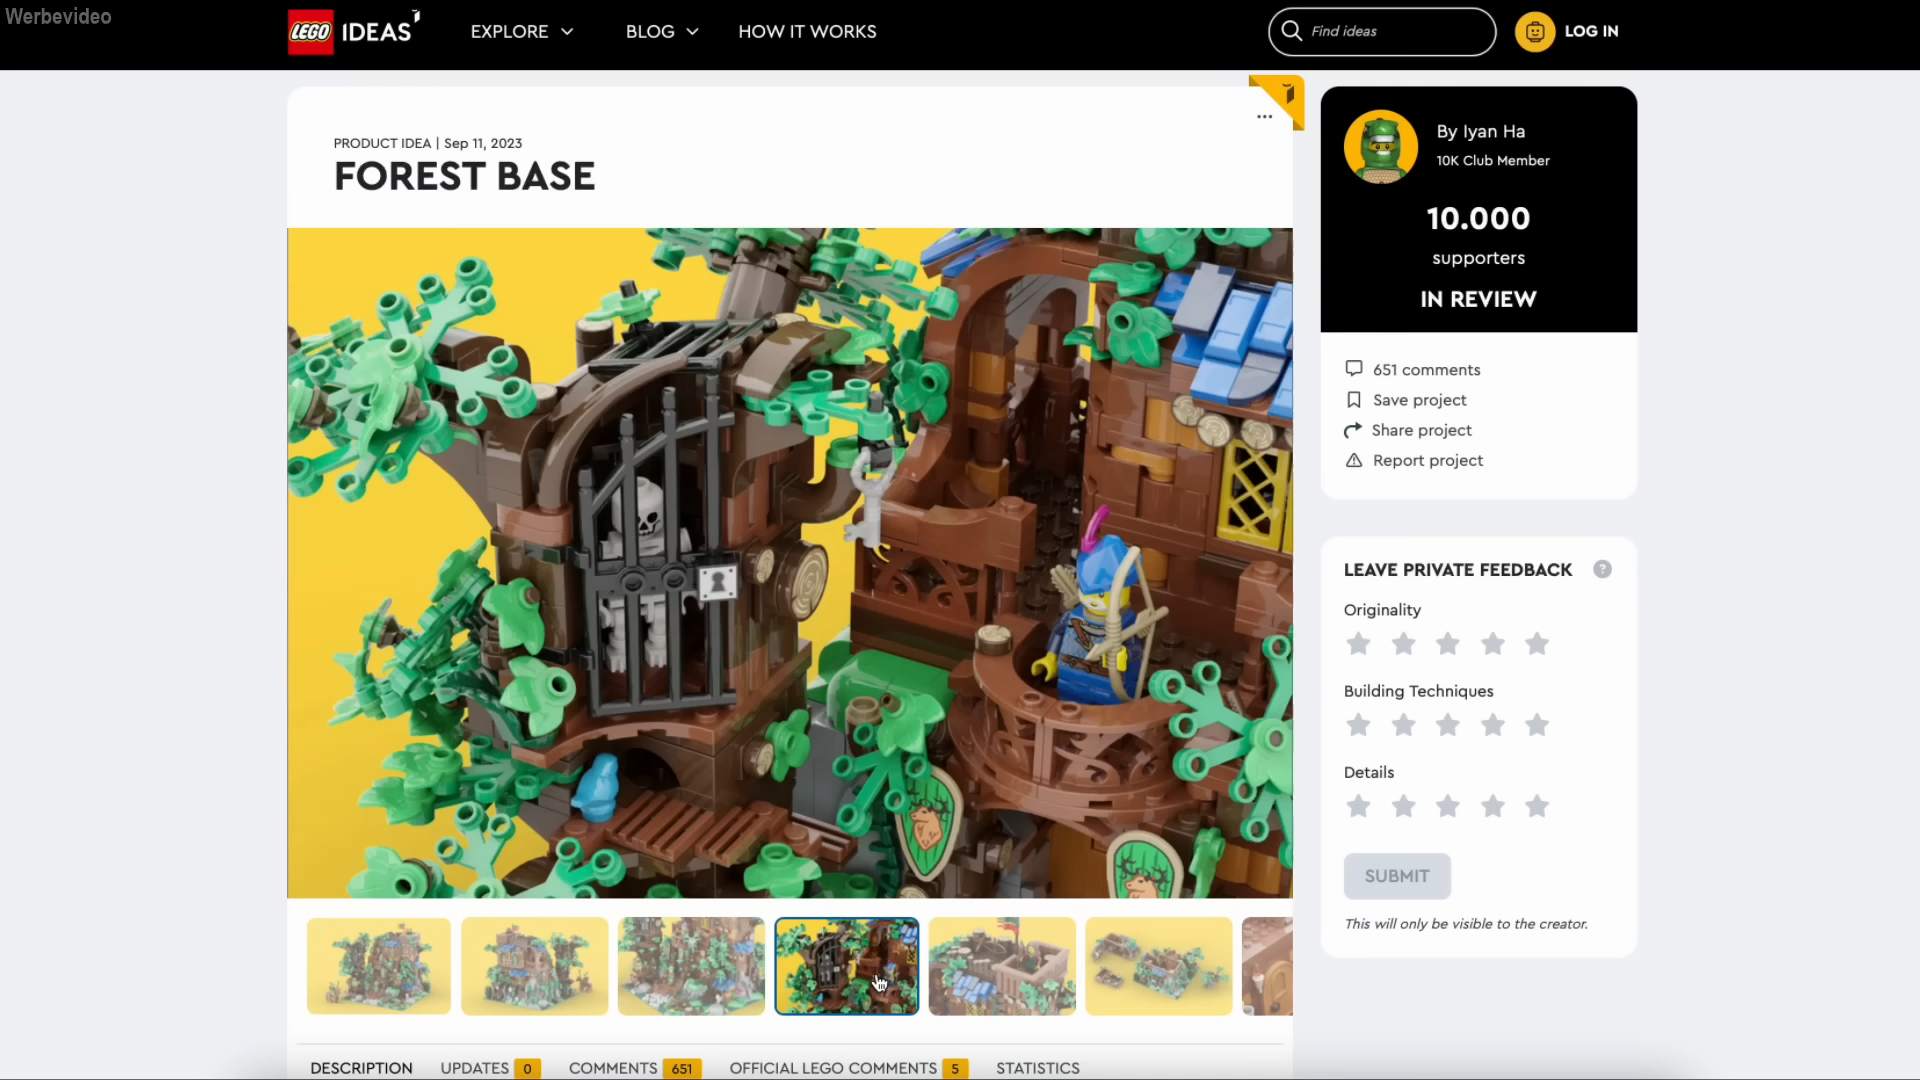 Werbevideo
LEGO IDEAS
EXPLORE
BLOG
HOW IT WORKS
Find ideas
LOG IN
PRODUCT IDEA | Sep 11, 2023
FOREST BASE
By Iyan Ha
10K Club Member
10.000
supporters
IN REVIEW
651 comments
Save project
Share project
Report project
LEAVE PRIVATE FEEDBACK ?
Originality
Building Techniques
Details
SUBMIT
This will only be visible to the creator.
DESCRIPTION
UPDATES 0
COMMENTS 651
OFFICIAL LEGO COMMENTS 5
STATISTICS